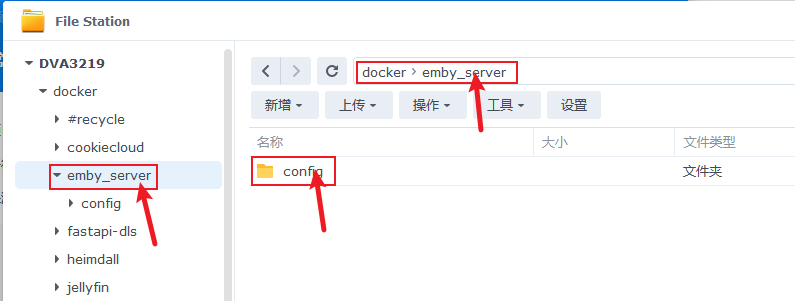 File Station
DVA3219
docker
#recycle
cookiecloud
emby_server
config
fastapi-dls
heimdall
jellyfin
docker › emby_server
新增 上传 操作 工具 设置
名称 大小 文件类型
config 文件夹